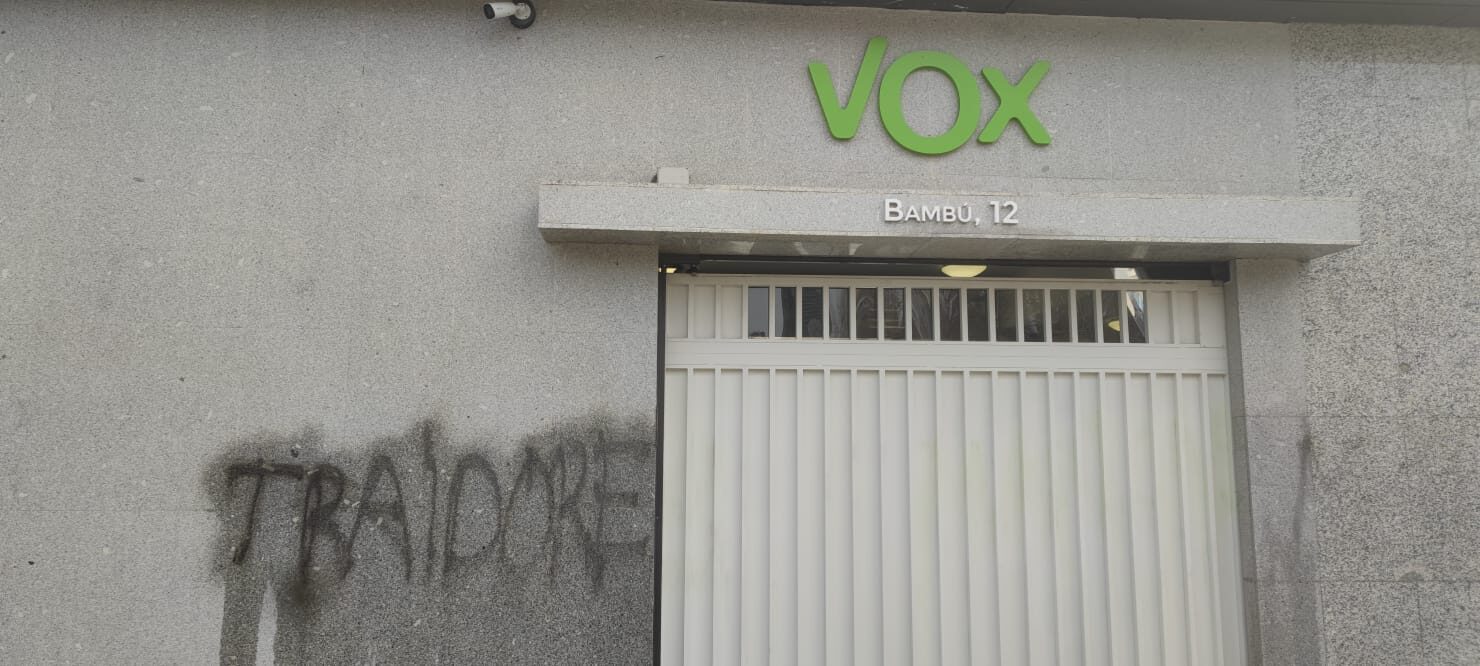 VOX
BAMBÚ, 12
TRAIDORE